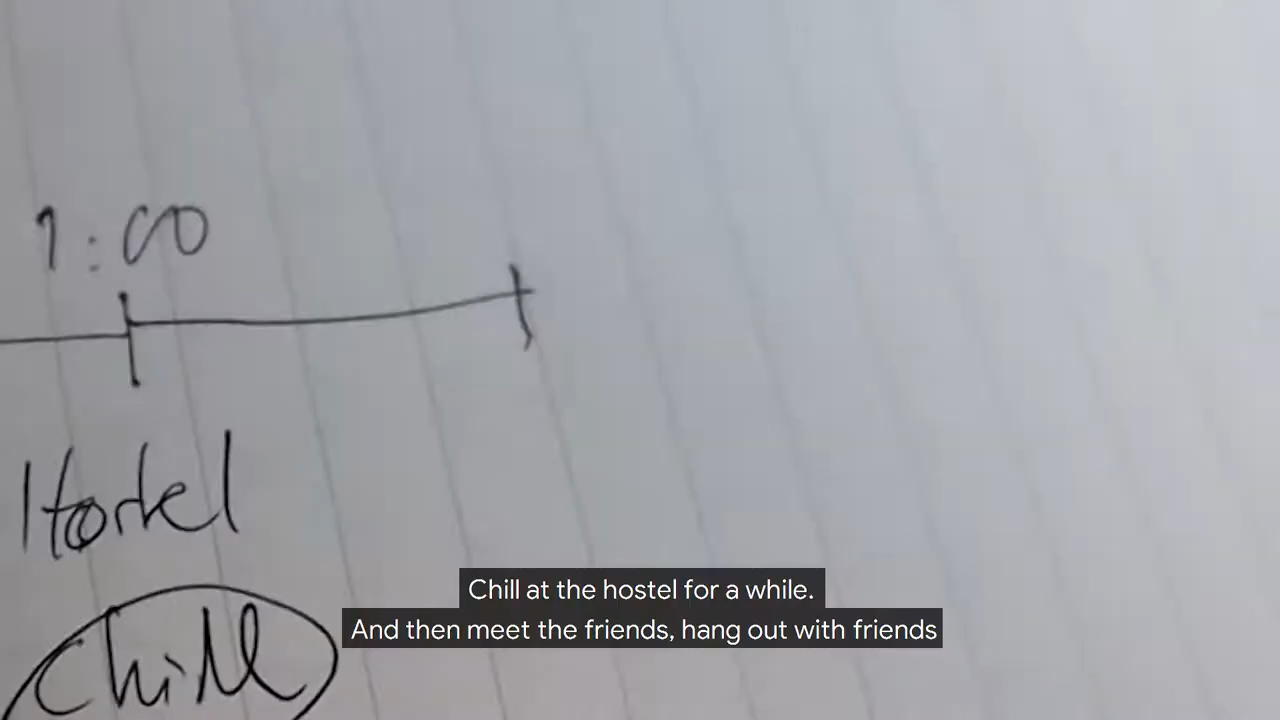 1:00
Hostel
Chill
Chill at the hostel for a while.
And then meet the friends, hang out with friends